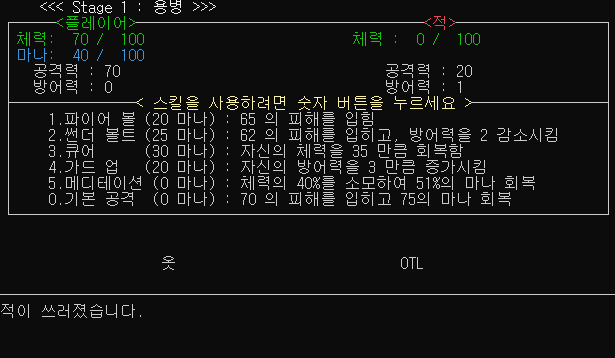 <<< Stage 1 : 용병 >>>
<플레이어> <적>
체력: 70 / 100 체력 : 0 / 100
마나: 40 / 100
공격력 : 70 공격력 : 20
방어력 : 0 방어력 : 1
< 스킬을 사용하려면 숫자 버튼을 누르세요 >
1.파이어 볼 (20 마나) : 65 의 피해를 입힘
2.썬더 볼트 (25 마나) : 62 의 피해를 입히고, 방어력을 2 감소시킴
3.큐어 (30 마나) : 자신의 체력을 35 만큼 회복함
4.가드 업 (20 마나) : 자신의 방어력을 3 만큼 증가시킴
5.메디테이션 (0 마나) : 체력의 40%를 소모하여 51%의 마나 회복
0.기본 공격 (0 마나) : 70 의 피해를 입히고 75의 마나 회복
옷 OTL
적이 쓰러졌습니다.